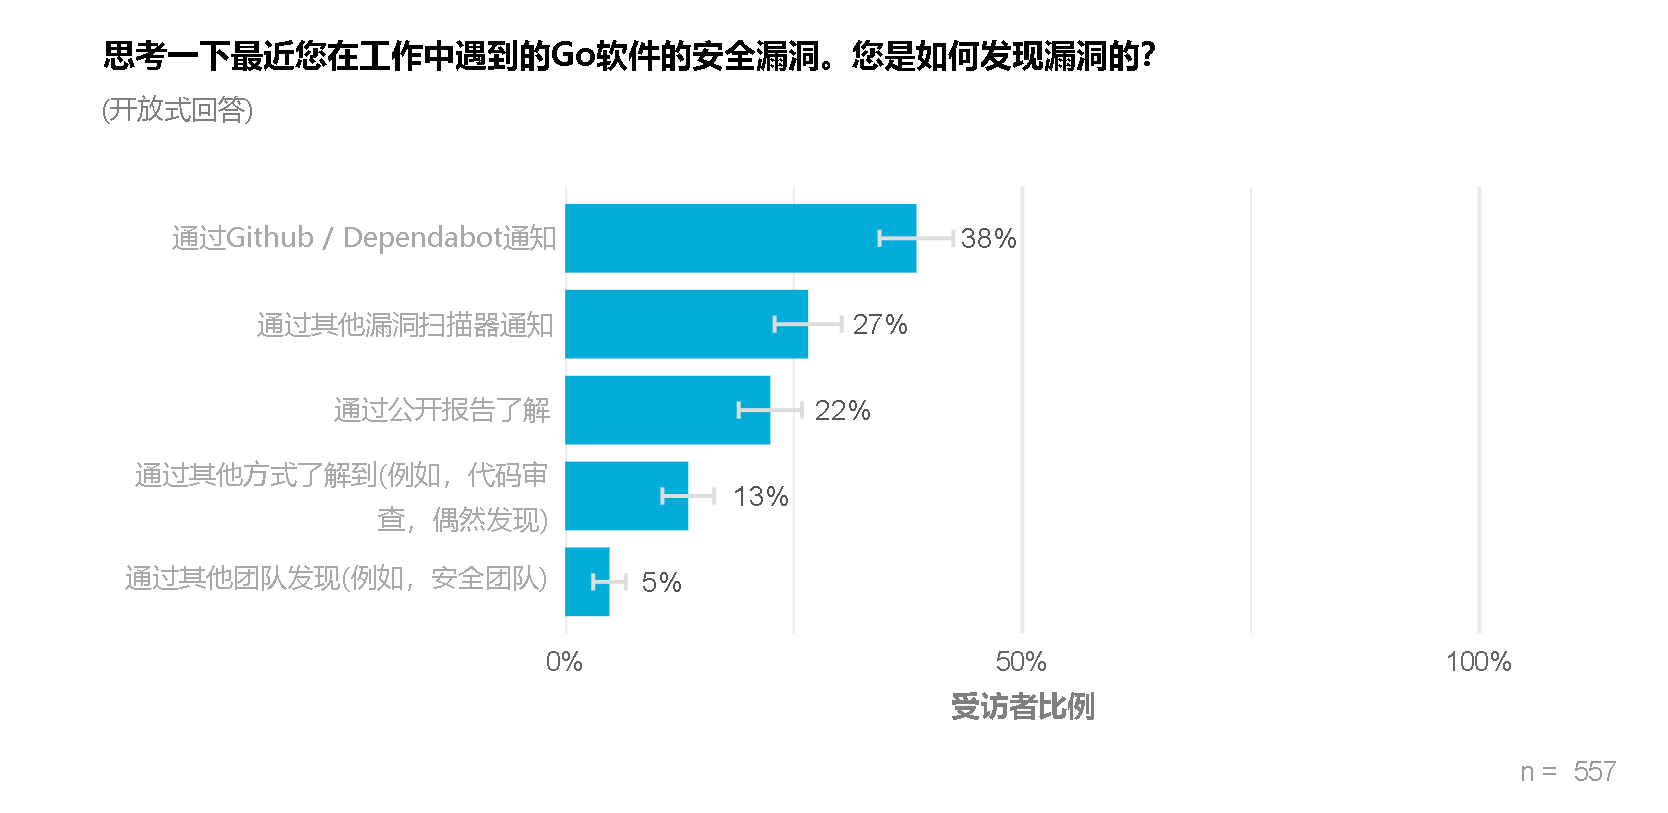 思考一下最近您在工作中遇到的Go软件的安全漏洞。您是如何发现漏洞的?
(开放式回答)
通过Github / Dependabot通知
38%
通过其他漏洞扫描器通知
27%
通过公开报告了解
22%
通过其他方式了解到(例如，代码审
查，偶然发现)
13%
通过其他团队发现(例如，安全团队)
5%
0%
50%
100%
受访者比例
n = 557